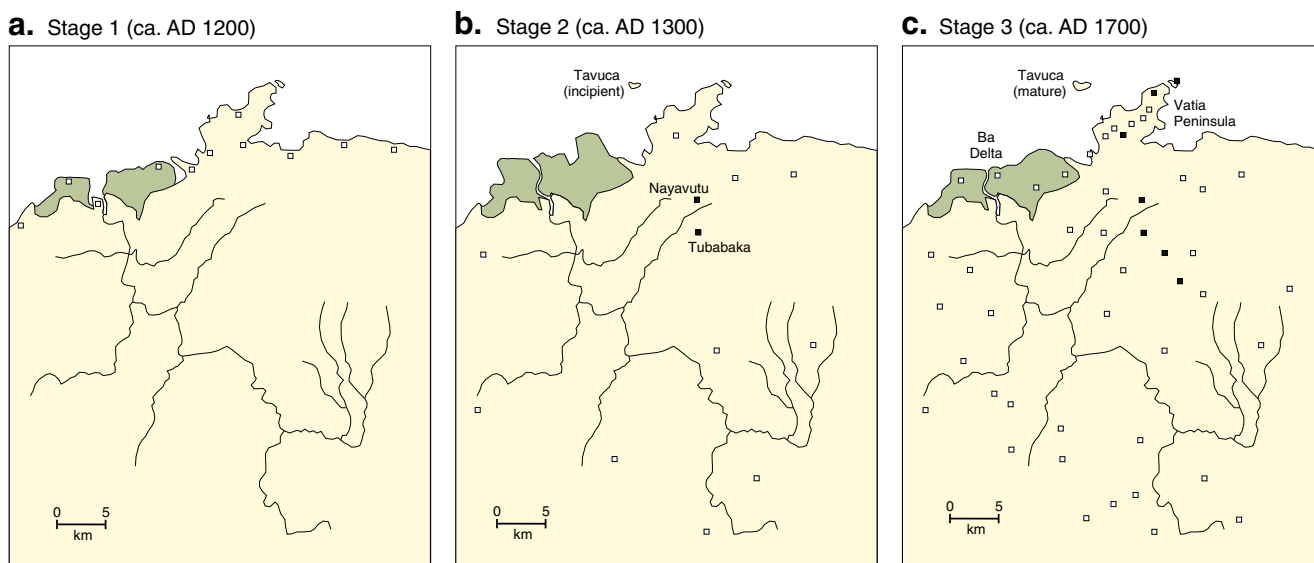 a. Stage 1 (ca. AD 1200)
0 5
km
b. Stage 2 (ca. AD 1300)
Tavuca
(incipient)
Nayavutu
Tubabaka
0 5
km
c. Stage 3 (ca. AD 1700)
Tavuca
(mature)
Vatia
Peninsula
Ba
Delta
0 5
km